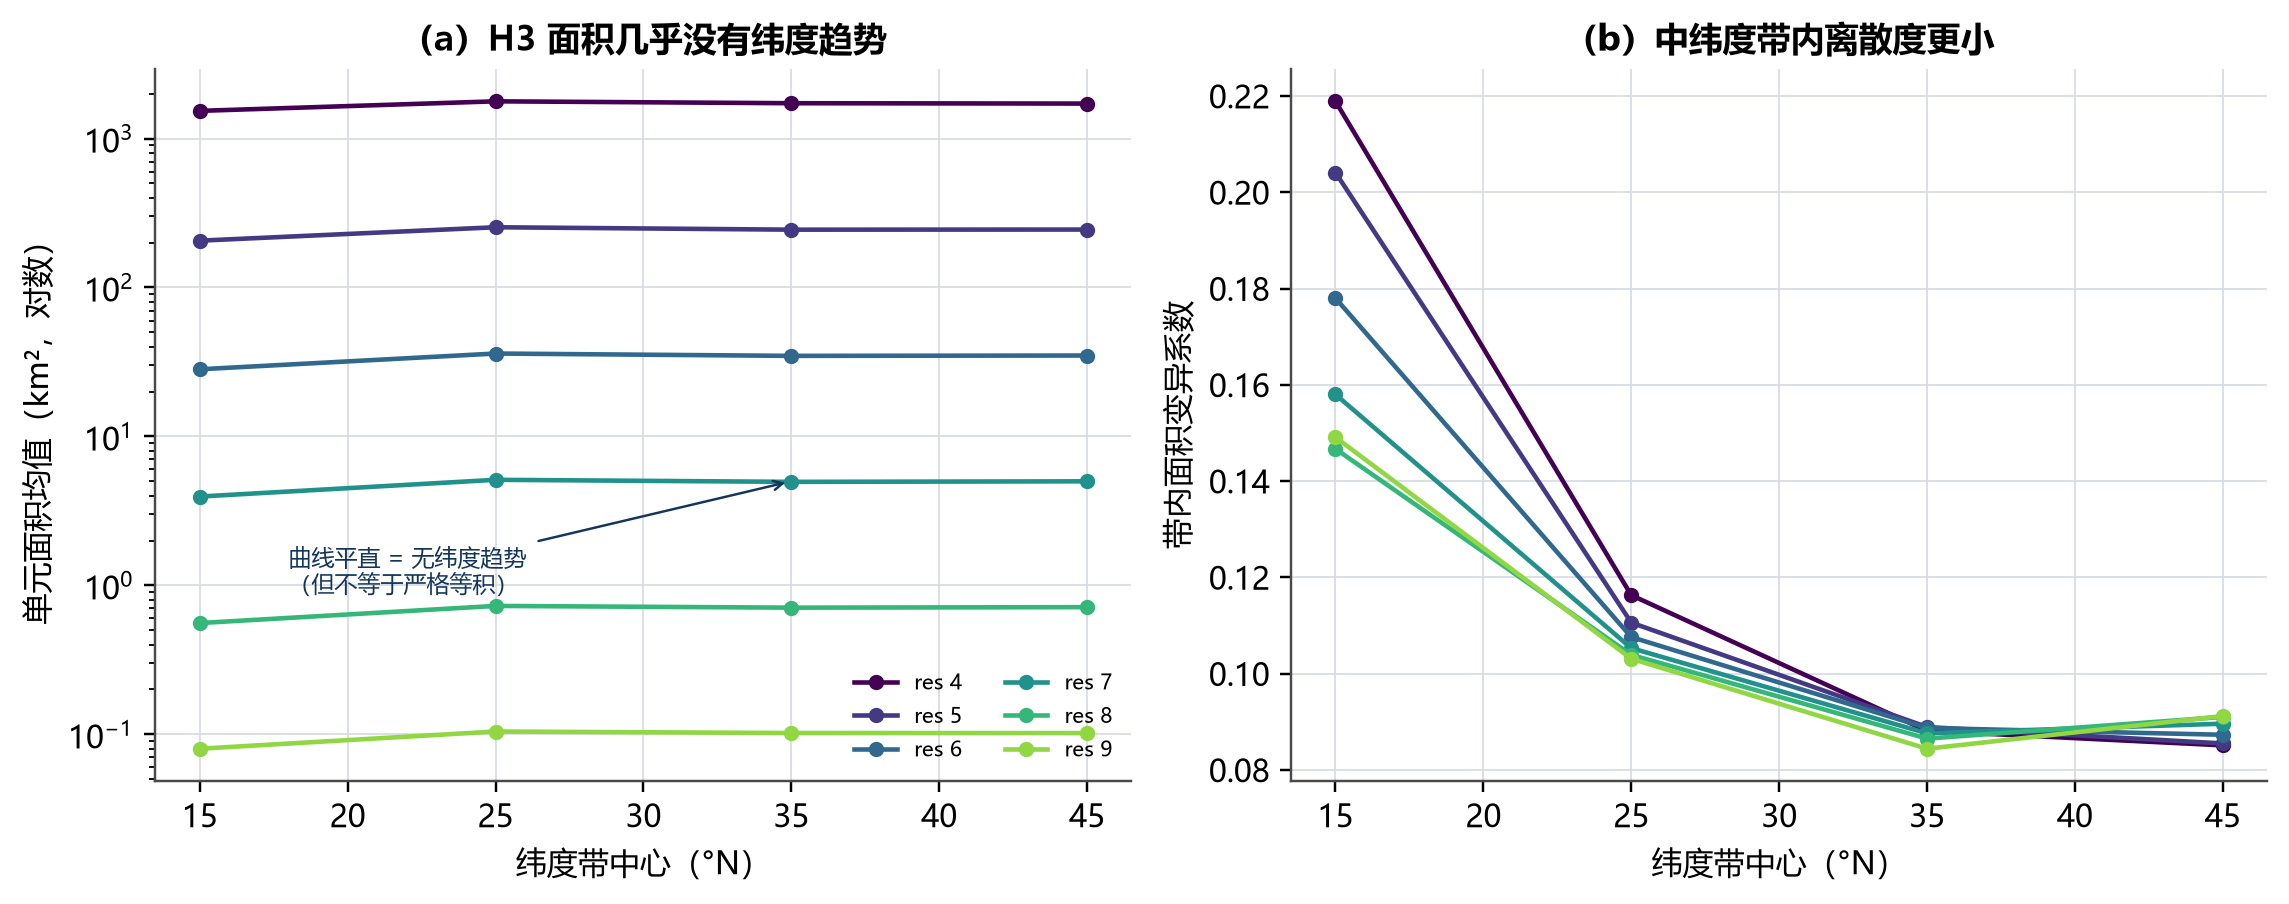 (a) H3 面积几乎没有纬度趋势
单元面积均值（km²，对数）
10³
10²
10¹
10⁰
10⁻¹
曲线平直 = 无纬度趋势
（但不等于严格等积）
res 4
res 5
res 6
res 7
res 8
res 9
15
20
25
30
35
40
45
纬度带中心（°N）
(b) 中纬度带内离散度更小
带内面积变异系数
0.22
0.20
0.18
0.16
0.14
0.12
0.10
0.08
15
20
25
30
35
40
45
纬度带中心（°N）